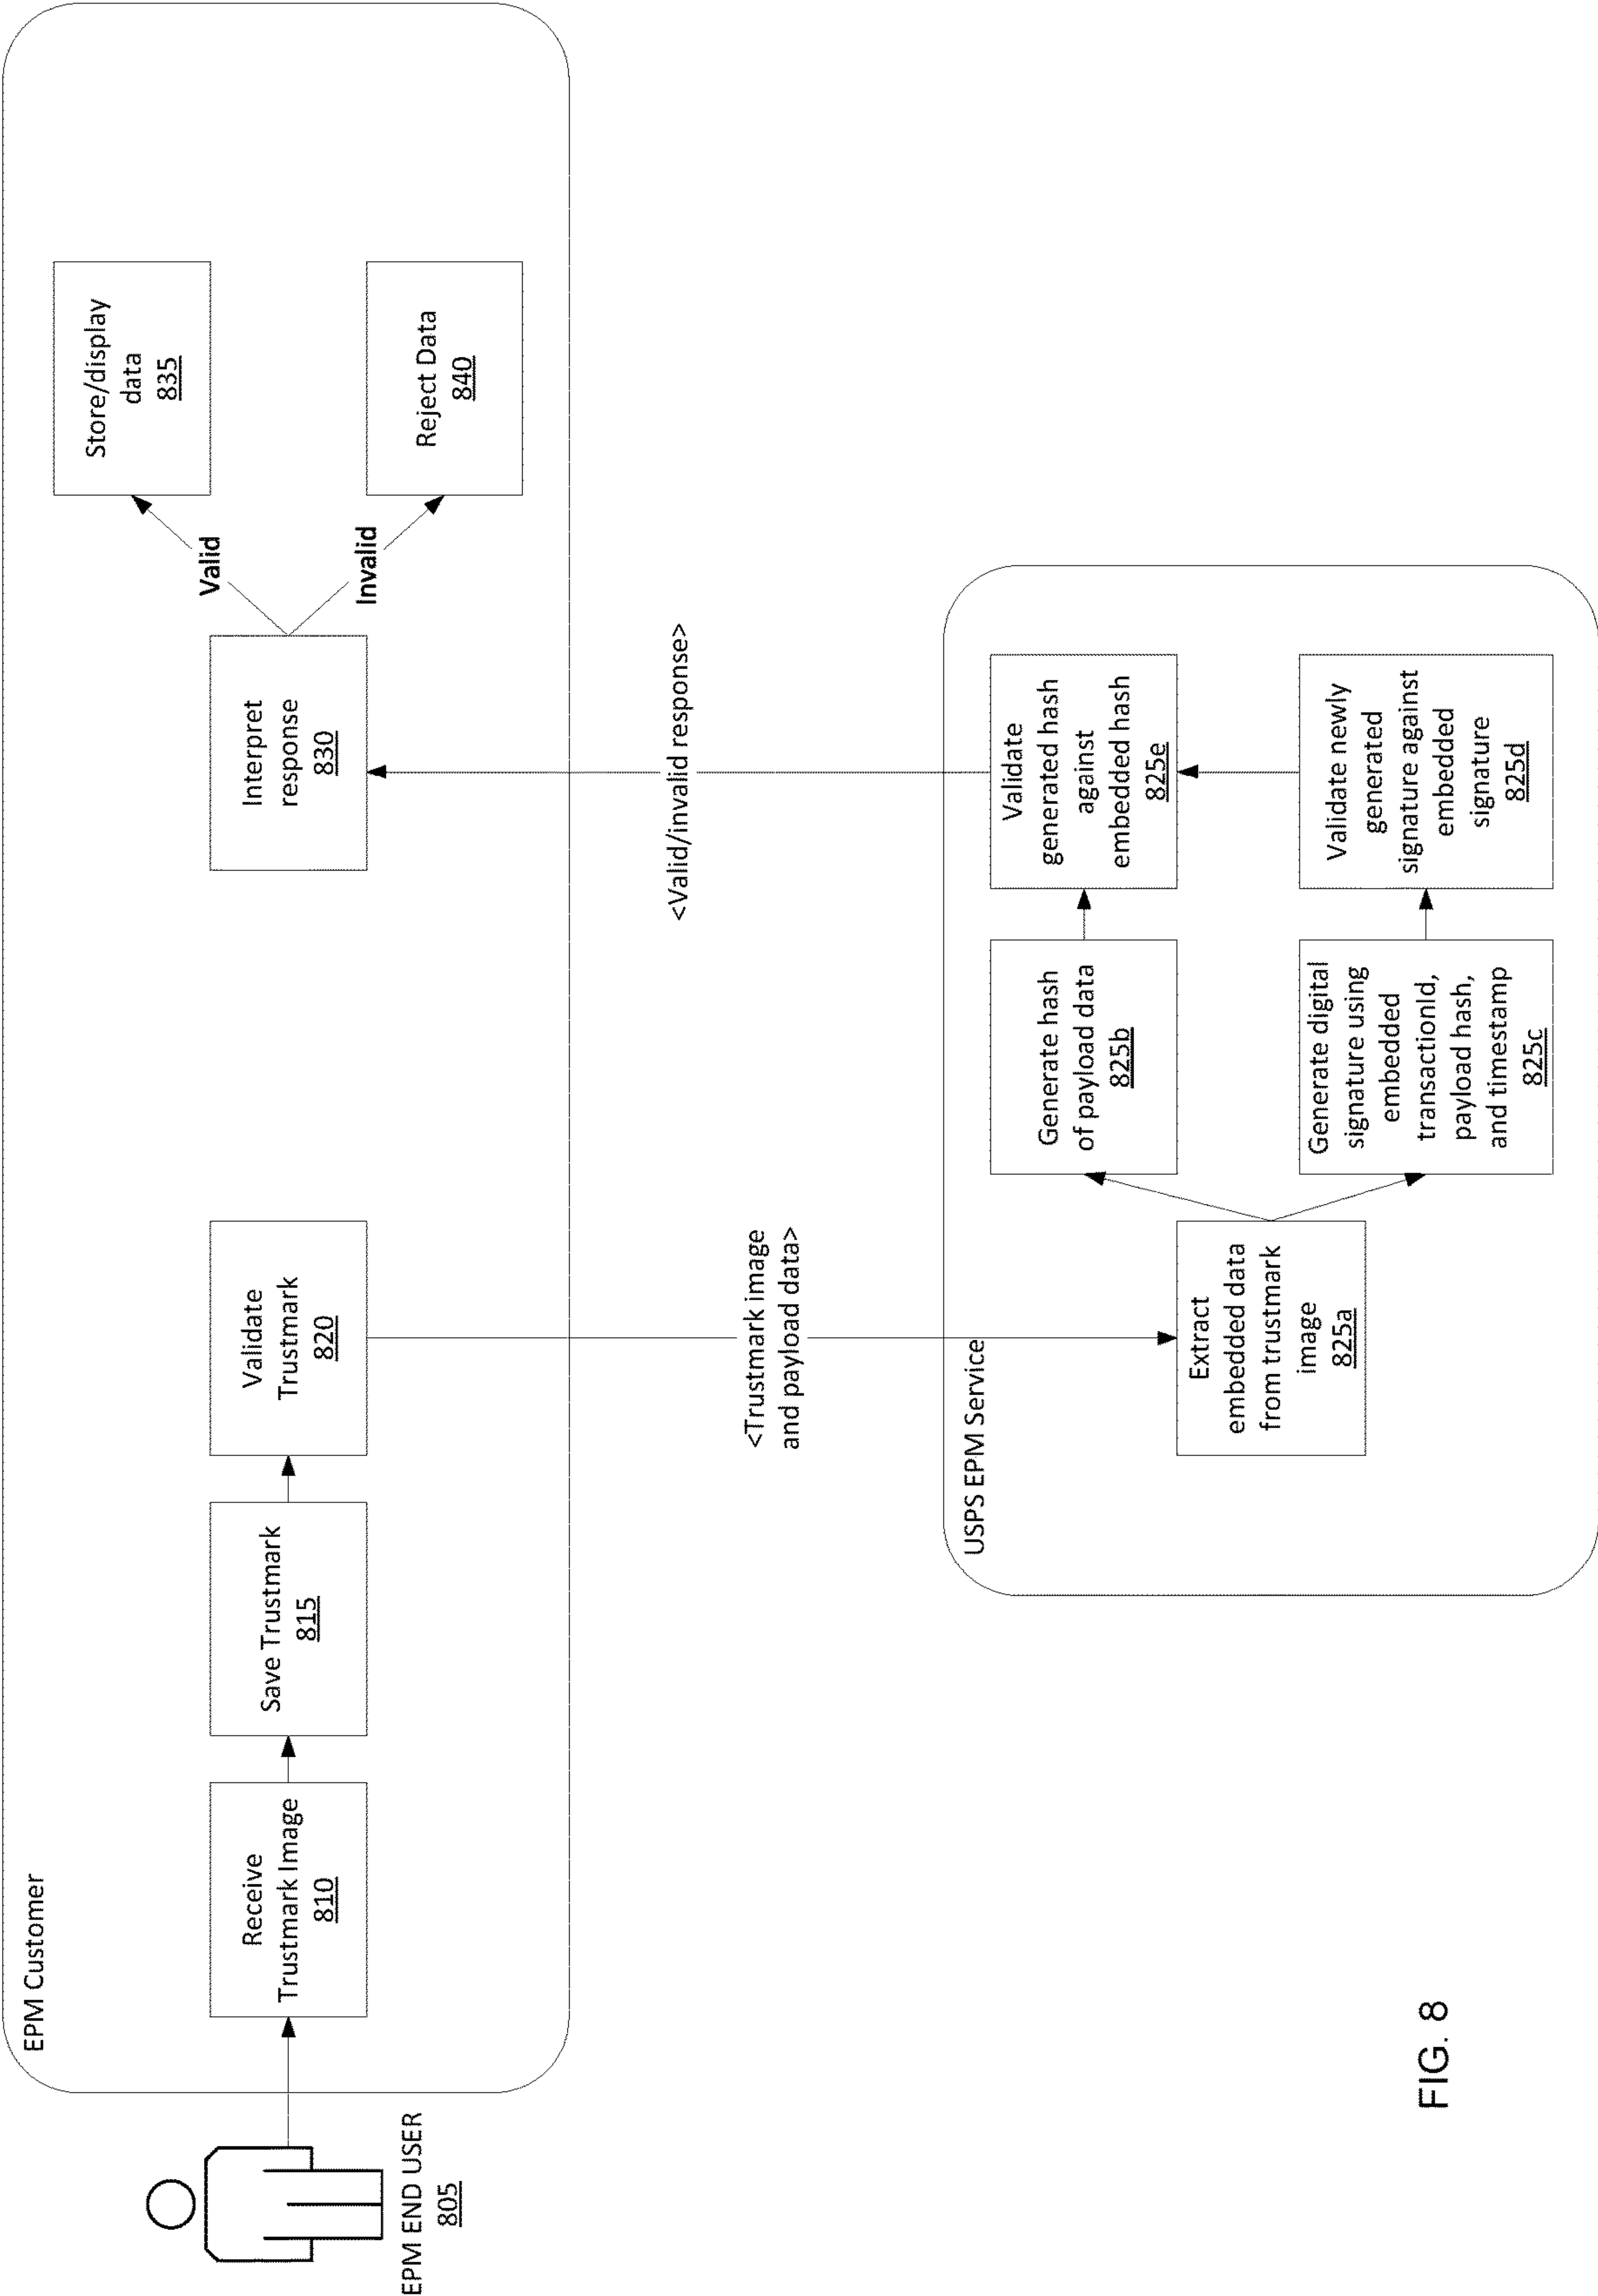 EPM Customer
EPM END USER
805
Receive
Trustmark Image
810
Save Trustmark
815
Validate
Trustmark
820
Interpret
response
830
Valid
Invalid
Store/display
data
835
Reject Data
840
<Trustmark image
and payload data>
<Valid/invalid response>
USPS EPM Service
Extract
embedded data
from trustmark
image
825a
Generate hash
of payload data
825b
Validate
generated hash
against
embedded hash
825e
Generate digital
signature using
embedded
transactionId,
payload hash,
and timestamp
825c
Validate newly
generated
signature against
embedded
signature
825d
FIG. 8